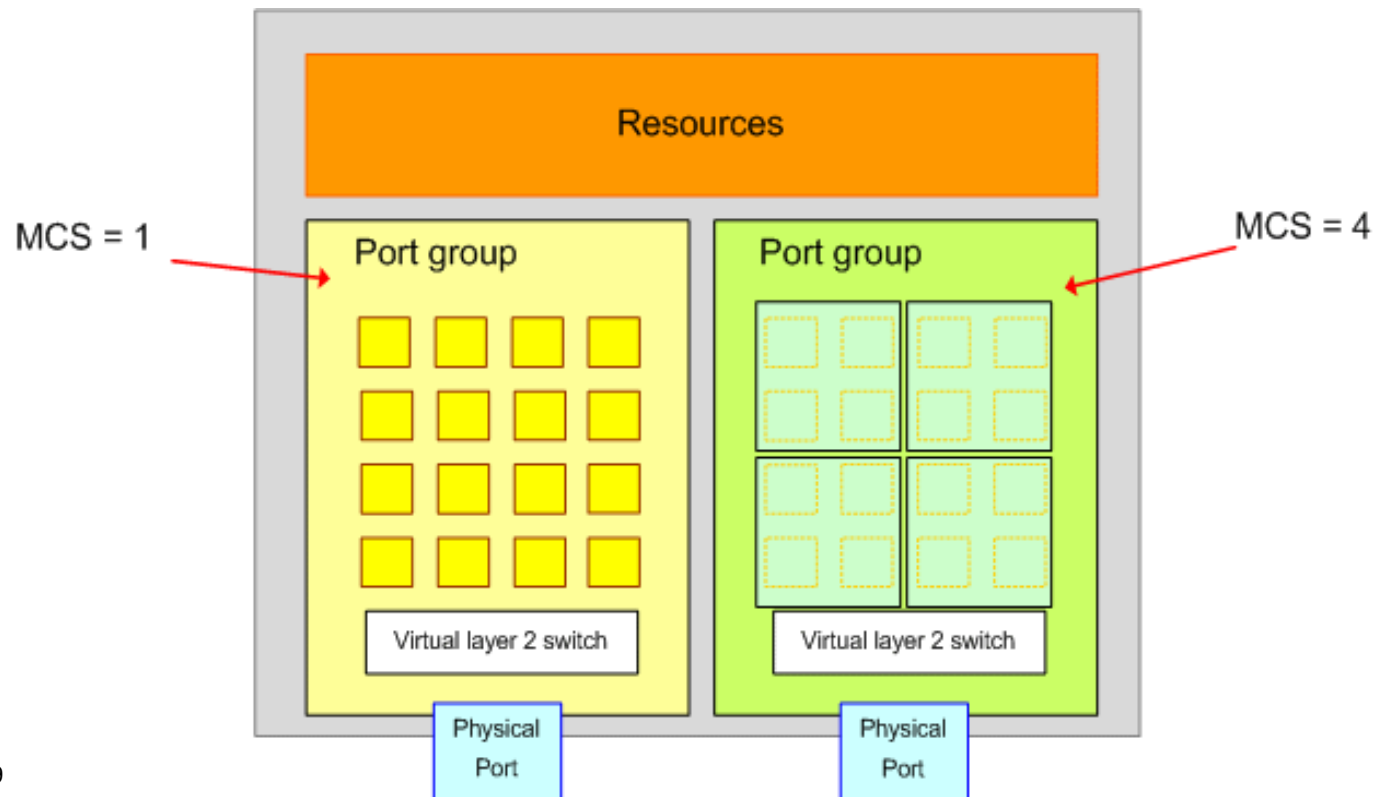 Resources
MCS = 1
MCS = 4
Port group
Port group
Virtual layer 2 switch
Virtual layer 2 switch
Physical
Port
Physical
Port